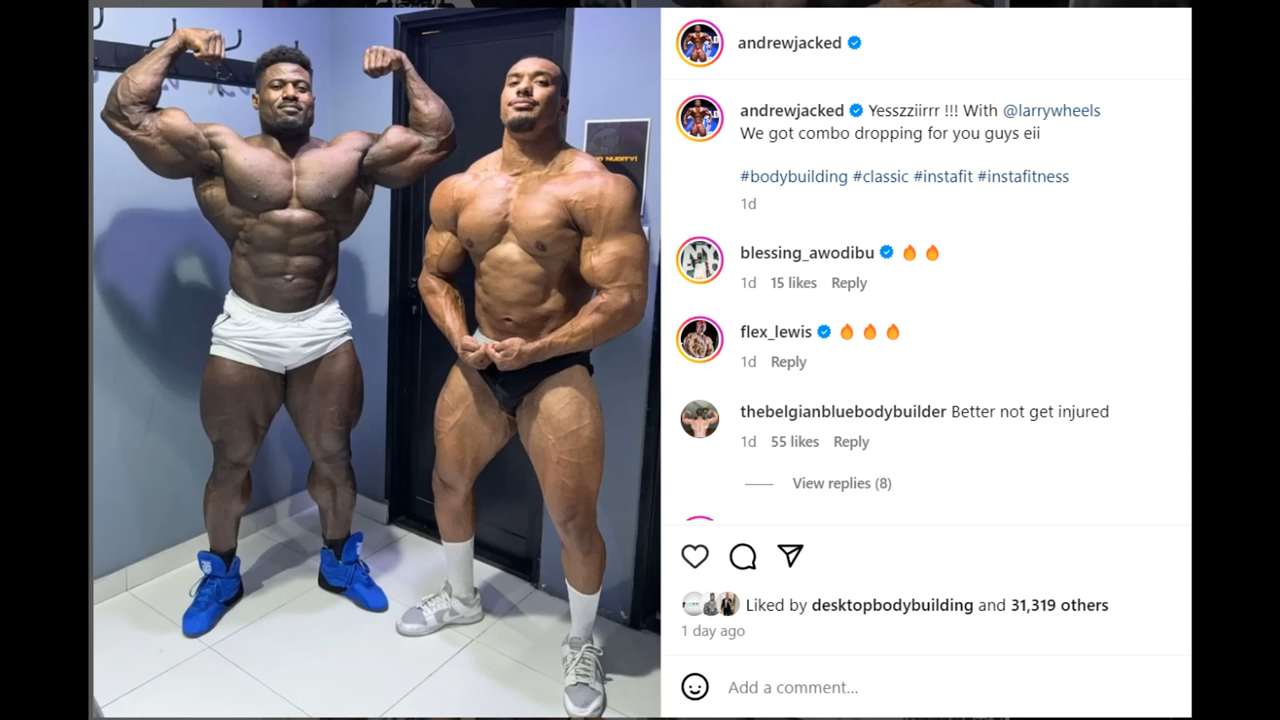 NO NUDITY!
andrewjacked
andrewjacked Yesszziirrr !!! With @larrywheels
We got combo dropping for you guys eii
#bodybuilding #classic #instafit #instafitness
1d
blessing_awodibu 🔥 🔥
1d 15 likes Reply
flex_lewis 🔥 🔥 🔥
1d Reply
thebelgianbluebodybuilder Better not get injured
1d 55 likes Reply
View replies (8)
Liked by desktopbodybuilding and 31,319 others
1 day ago
Add a comment...